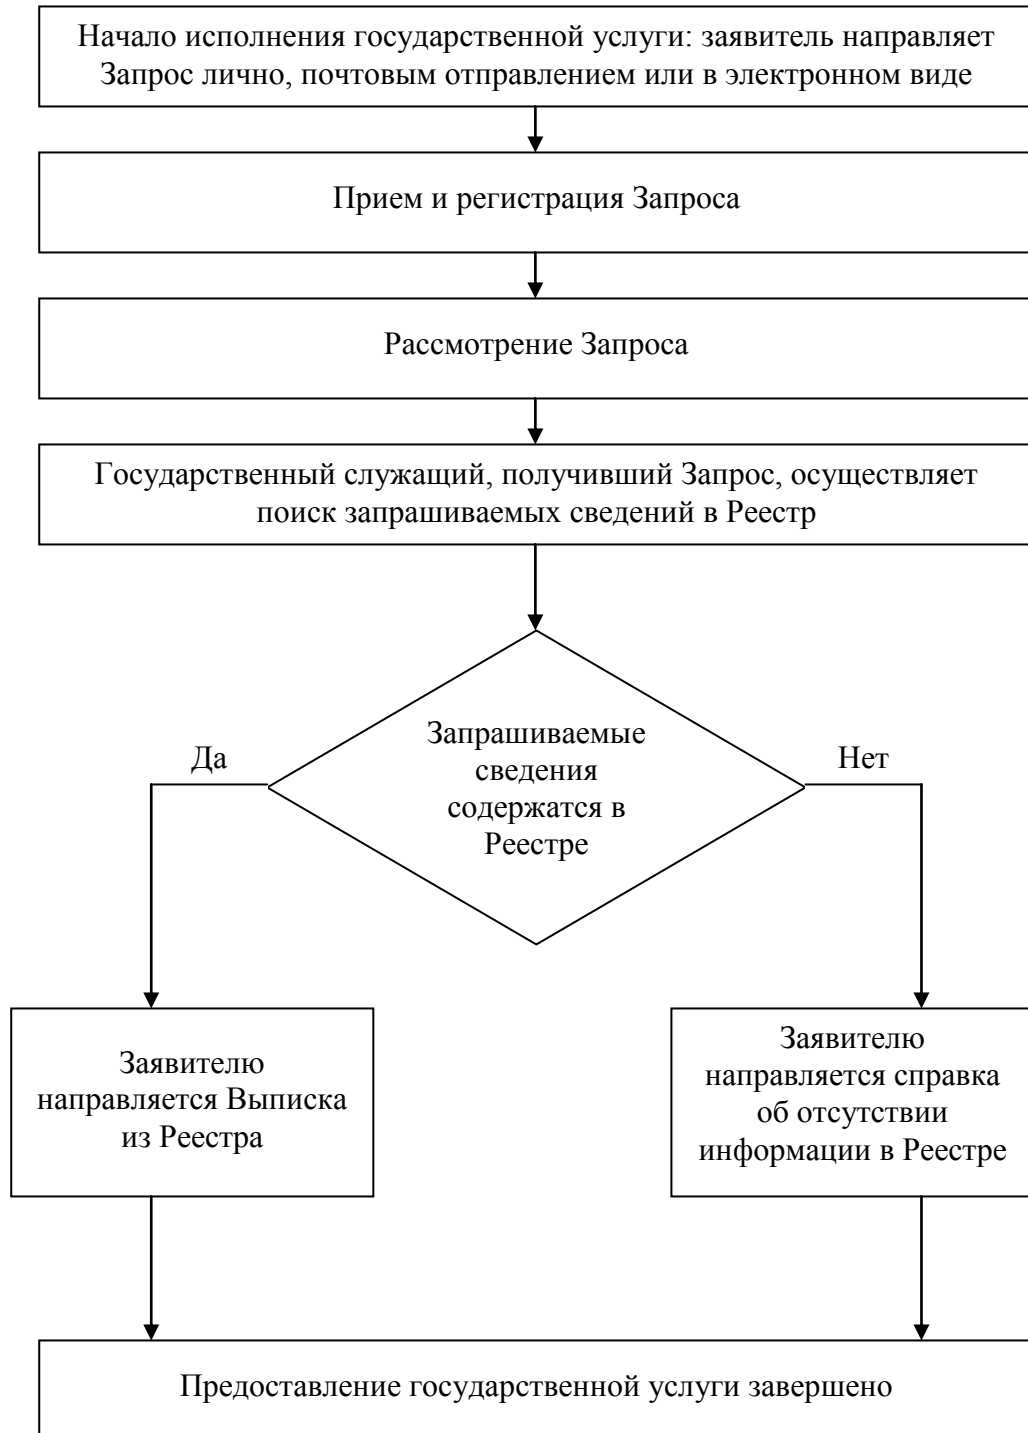 Начало исполнения государственной услуги: заявитель направляет
Запрос лично, почтовым отправлением или в электронном виде
Прием и регистрация Запроса
Рассмотрение Запроса
Государственный служащий, получивший Запрос, осуществляет
поиск запрашиваемых сведений в Реестр
Запрашиваемые
сведения
содержатся в
Реестре
Да
Нет
Заявителю
направляется Выписка
из Реестра
Заявителю
направляется справка
об отсутствии
информации в Реестре
Предоставление государственной услуги завершено